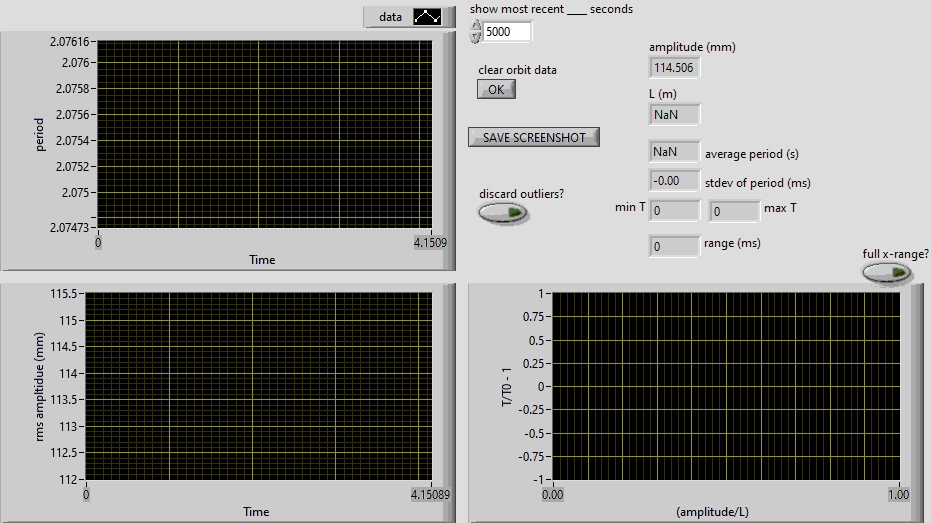 data
2.07616
2.076
2.0758
2.0756
2.0754
2.0752
2.075
2.07473
period
0
4.1509
Time
show most recent ____ seconds
5000
clear orbit data
OK
SAVE SCREENSHOT
discard outliers?
amplitude (mm)
114.506
L (m)
NaN
NaN average period (s)
-0.00 stdev of period (ms)
min T 0 0 max T
0 range (ms)
full x-range?
115.5
115
114.5
114
113.5
113
112.5
112
rms ampltidue (mm)
0
4.15089
Time
1
0.75
0.5
0.25
0
-0.25
-0.5
-0.75
-1
T/T0 - 1
0.00
1.00
(amplitude/L)